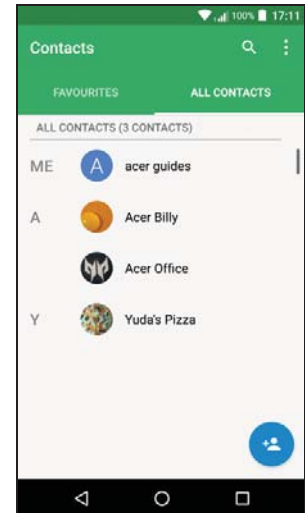 100% 17:11
Contacts
FAVOURITES ALL CONTACTS
ALL CONTACTS (3 CONTACTS)
ME A acer guides
A Acer Billy
Acer Office
Y Yuda's Pizza